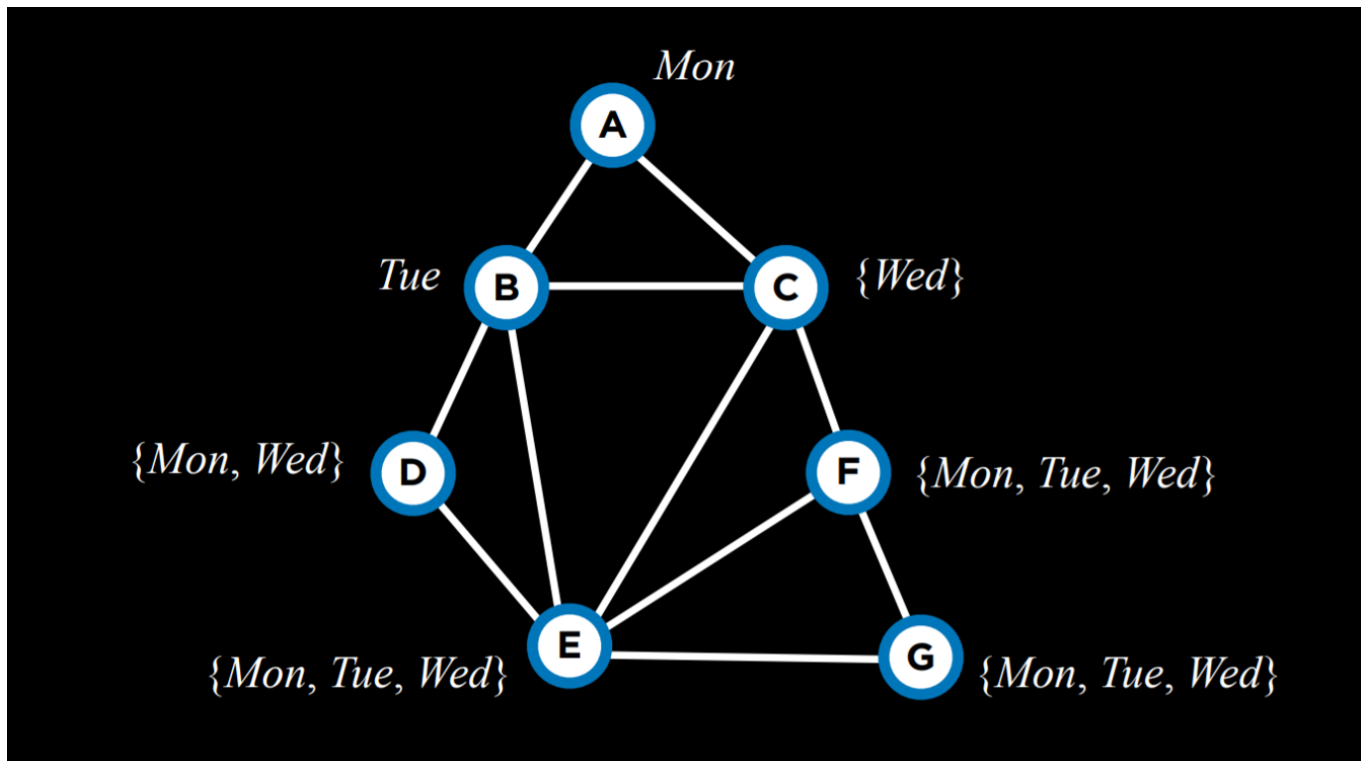 Mon
A
Tue
B
C
{Wed}
{Mon, Wed}
D
F
{Mon, Tue, Wed}
E
G
{Mon, Tue, Wed}
{Mon, Tue, Wed}